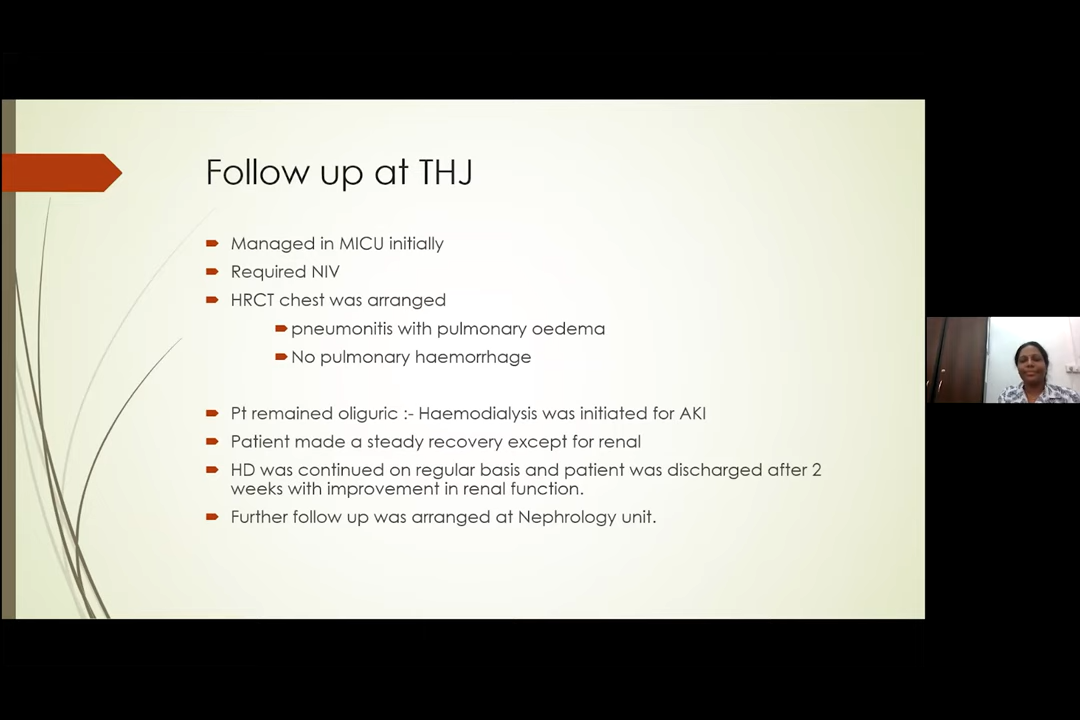 Follow up at THJ
Managed in MICU initially
Required NIV
HRCT chest was arranged
pneumonitis with pulmonary oedema
No pulmonary haemorrhage
Pt remained oliguric :- Haemodialysis was initiated for AKI
Patient made a steady recovery except for renal
HD was continued on regular basis and patient was discharged after 2
weeks with improvement in renal function.
Further follow up was arranged at Nephrology unit.